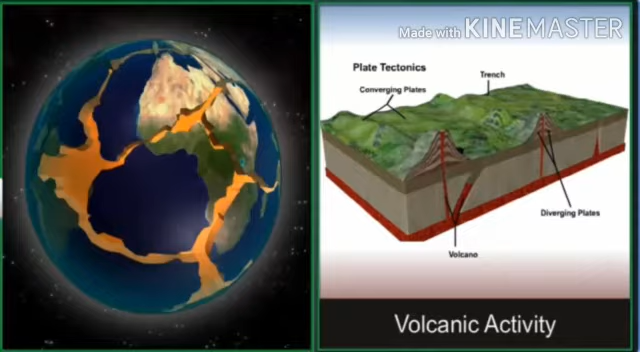 Made with KINEMASTER
Plate Tectonics
Trench
Converging Plates
Diverging Plates
Volcano
Volcanic Activity